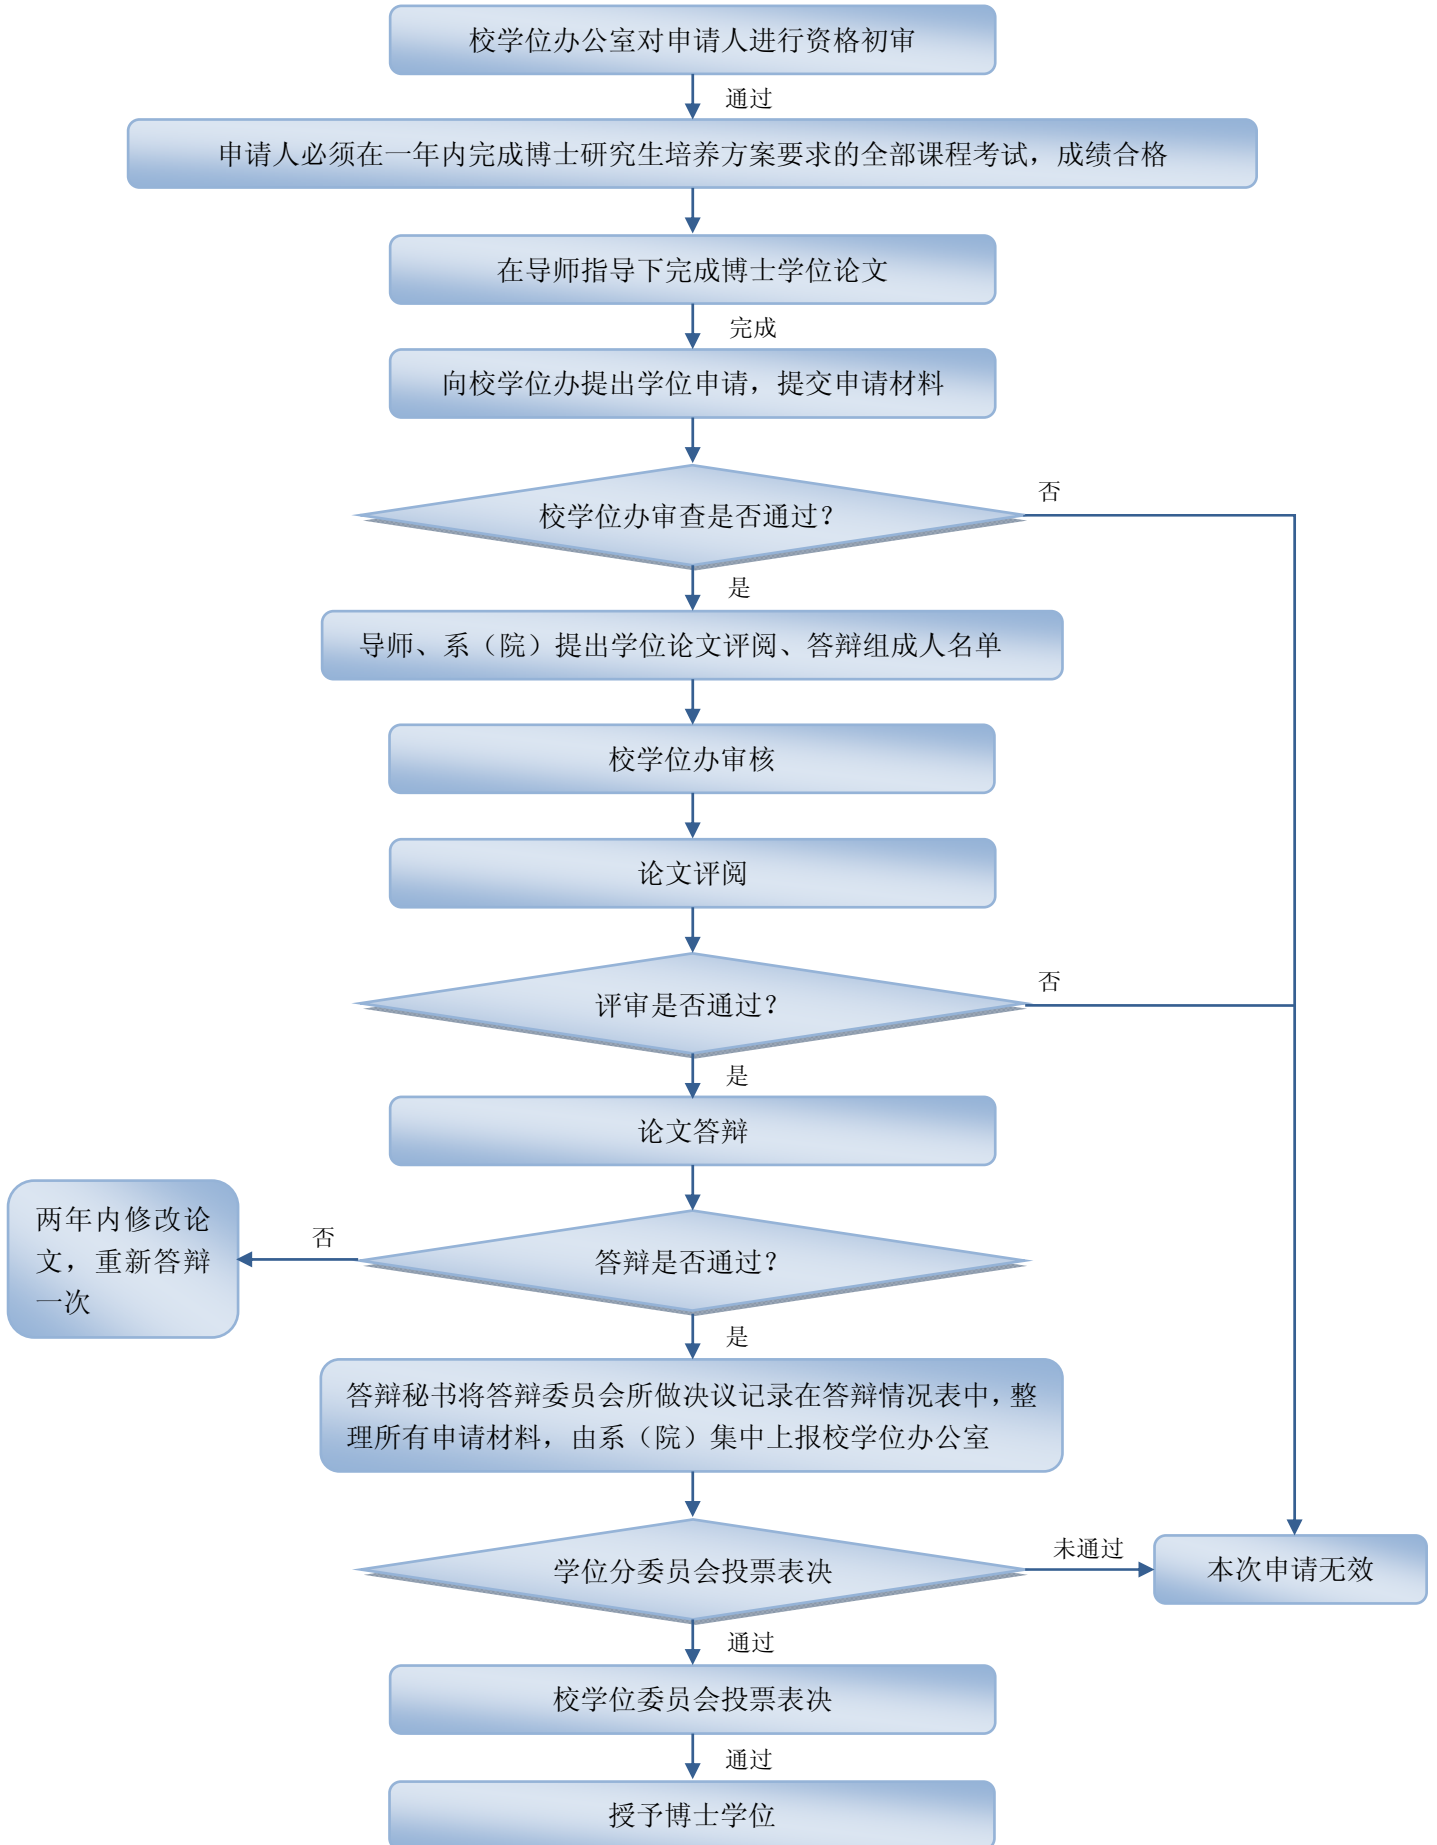 校学位办公室对申请人进行资格初审
通过
申请人必须在一年内完成博士研究生培养方案要求的全部课程考试，成绩合格
在导师指导下完成博士学位论文
完成
向校学位办提出学位申请，提交申请材料
校学位办审查是否通过？
否
是
导师、系（院）提出学位论文评阅、答辩组成人名单
校学位办审核
论文评阅
评审是否通过？
否
是
论文答辩
答辩是否通过？
否
两年内修改论
文，重新答辩
一次
是
答辩秘书将答辩委员会所做决议记录在答辩情况表中，整
理所有申请材料，由系（院）集中上报校学位办公室
学位分委员会投票表决
未通过
本次申请无效
通过
校学位委员会投票表决
通过
授予博士学位